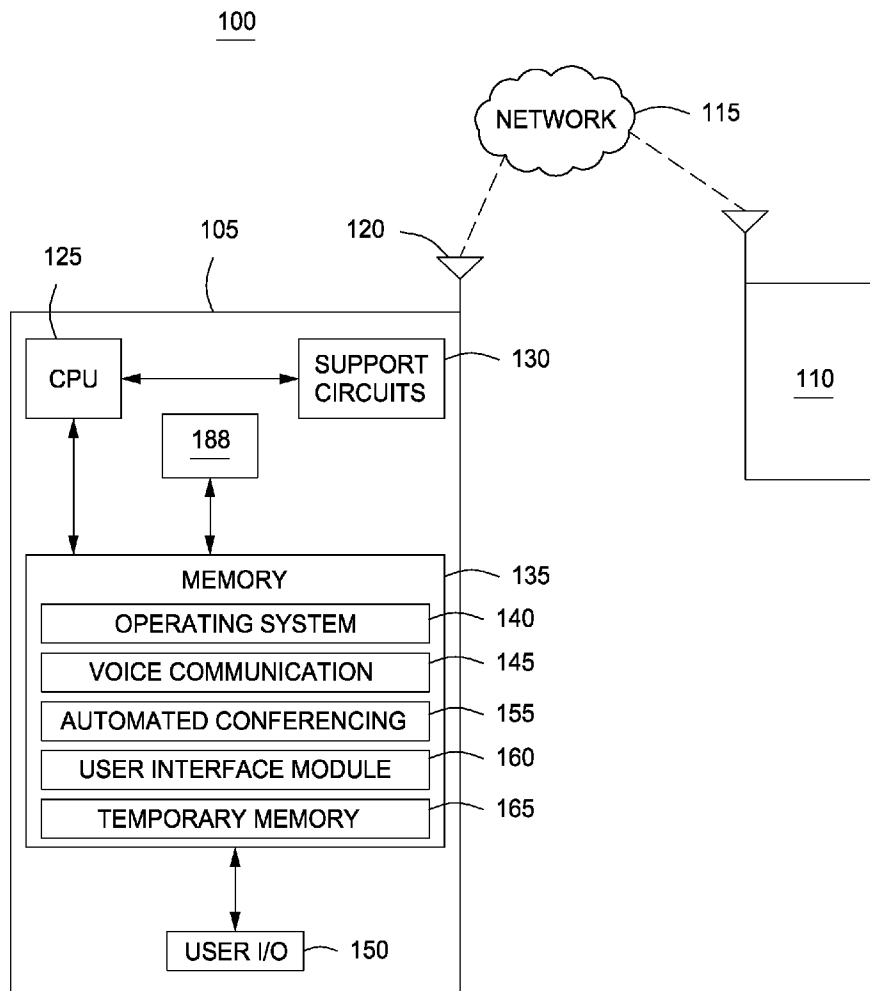 100
NETWORK
115
120
105
125
CPU
SUPPORT
CIRCUITS
130
110
188
MEMORY
135
OPERATING SYSTEM
140
VOICE COMMUNICATION
145
AUTOMATED CONFERENCING
155
USER INTERFACE MODULE
160
TEMPORARY MEMORY
165
USER I/O
150